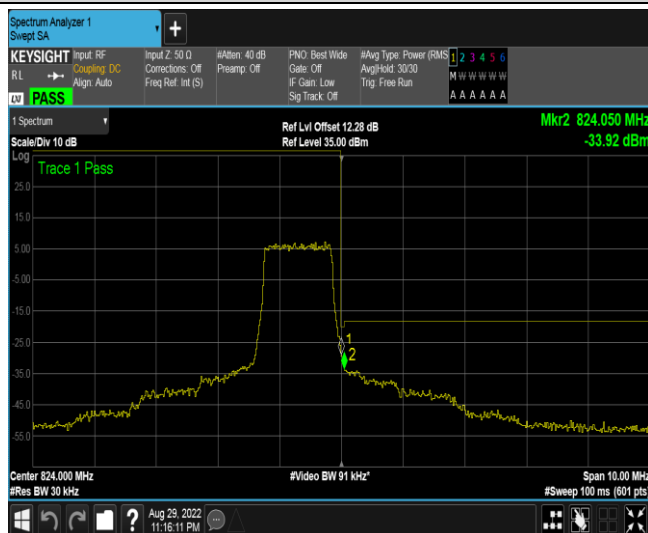 Spectrum Analyzer 1
Swept SA
+
KEYSIGHT
RL
LXI PASS
Input: RF
Coupling: DC
Align: Auto
Input Z: 50 Ω
Corrections: Off
Freq Ref: Int (S)
#Atten: 40 dB
Preamp: Off
PNO: Best Wide
Gate: Off
IF Gain: Low
Sig Track: Off
#Avg Type: Power (RMS
Avg|Hold: 30/30
Trig: Free Run
1 2 3 4 5 6
M W W W W W
A A A A A A
1 Spectrum
Scale/Div 10 dB
Log
Ref Lvl Offset 12.28 dB
Ref Level 35.00 dBm
Mkr2 824.050 MHz
-33.92 dBm
Trace 1 Pass
25.0
15.0
5.00
-5.00
-15.0
-25.0
-35.0
-45.0
-55.0
1
2
Center 824.000 MHz
#Res BW 30 kHz
#Video BW 91 kHz*
Span 10.00 MHz
#Sweep 100 ms (601 pts)
?
Aug 29, 2022
11:16:11 PM